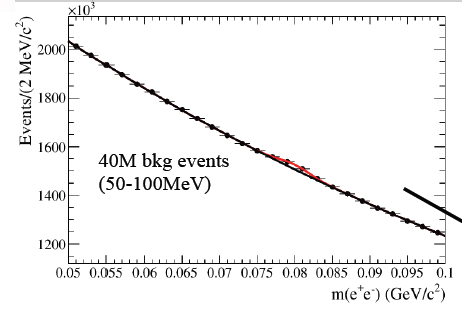 ×10³
Events/(2 MeV/c²)
2000
1800
1600
1400
1200
40M bkg events
(50-100MeV)
0.05 0.055 0.06 0.065 0.07 0.075 0.08 0.085 0.09 0.095 0.1
m(e⁺e⁻) (GeV/c²)